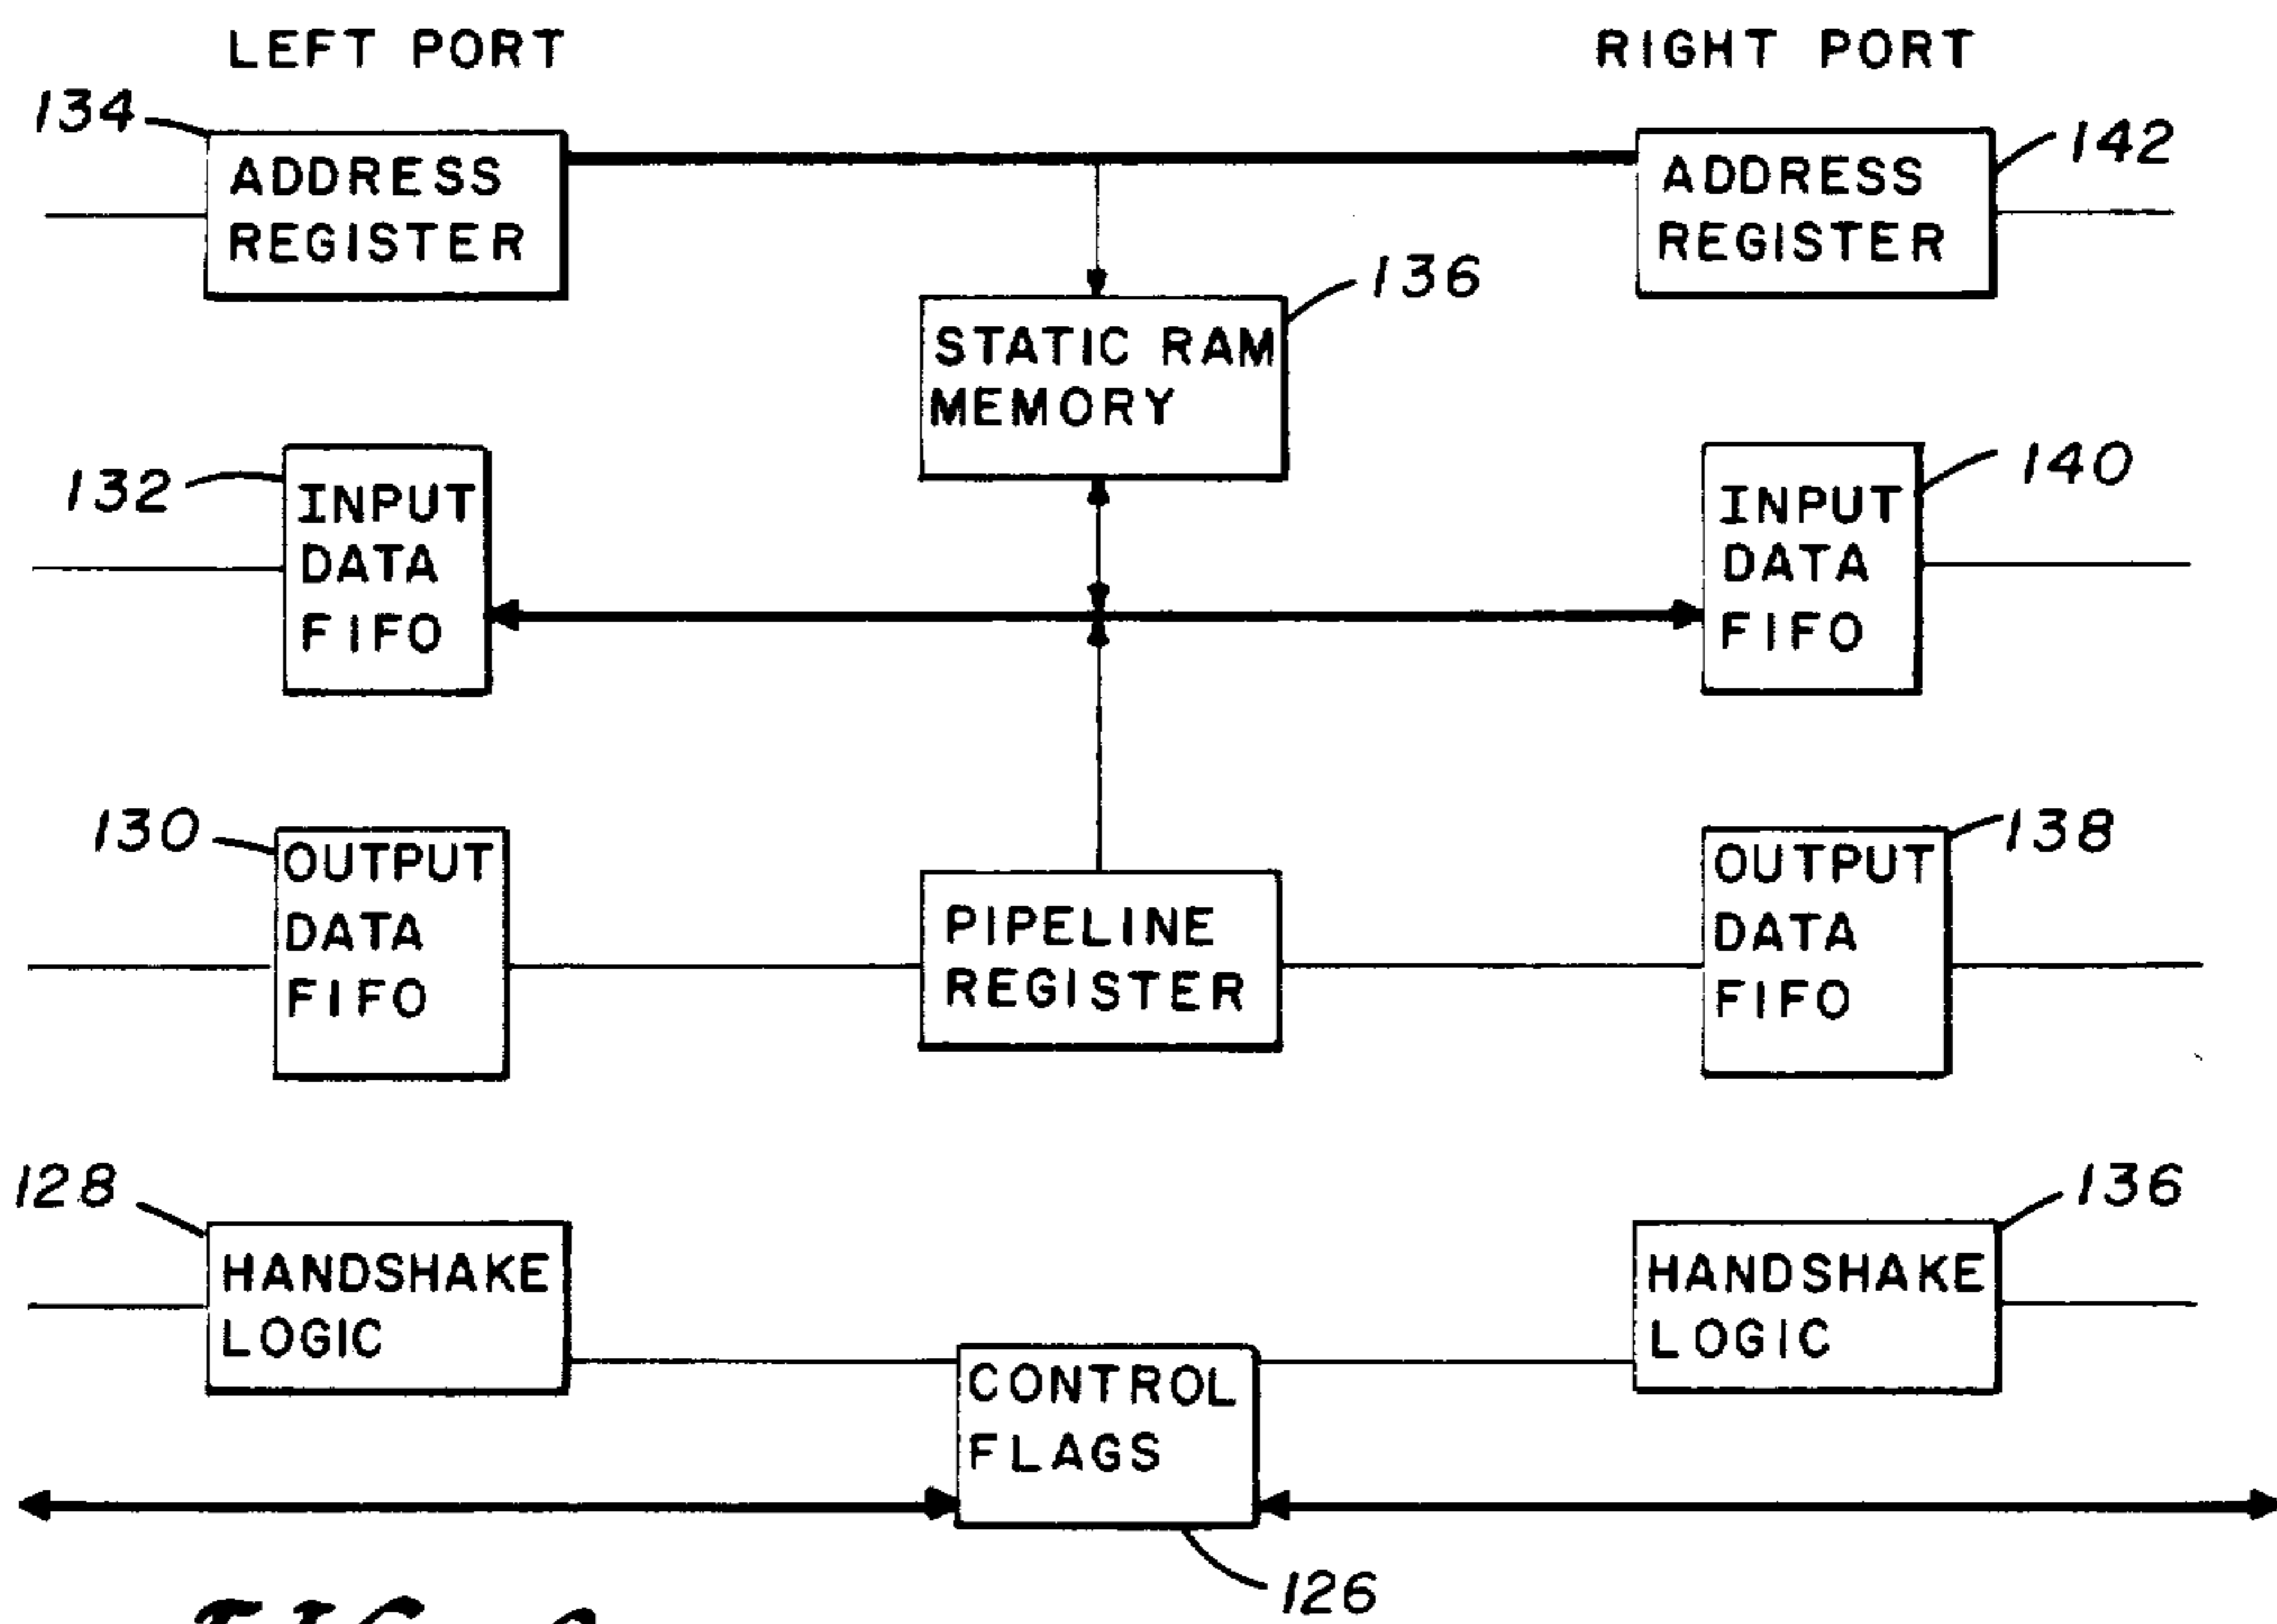 LEFT PORT
RIGHT PORT
134
ADDRESS
REGISTER
ADDRESS
REGISTER
142
136
STATIC RAM
MEMORY
132
INPUT
DATA
FIFO
INPUT
DATA
FIFO
140
130
OUTPUT
DATA
FIFO
PIPELINE
REGISTER
OUTPUT
DATA
FIFO
138
128
HANDSHAKE
LOGIC
HANDSHAKE
LOGIC
136
CONTROL
FLAGS
126